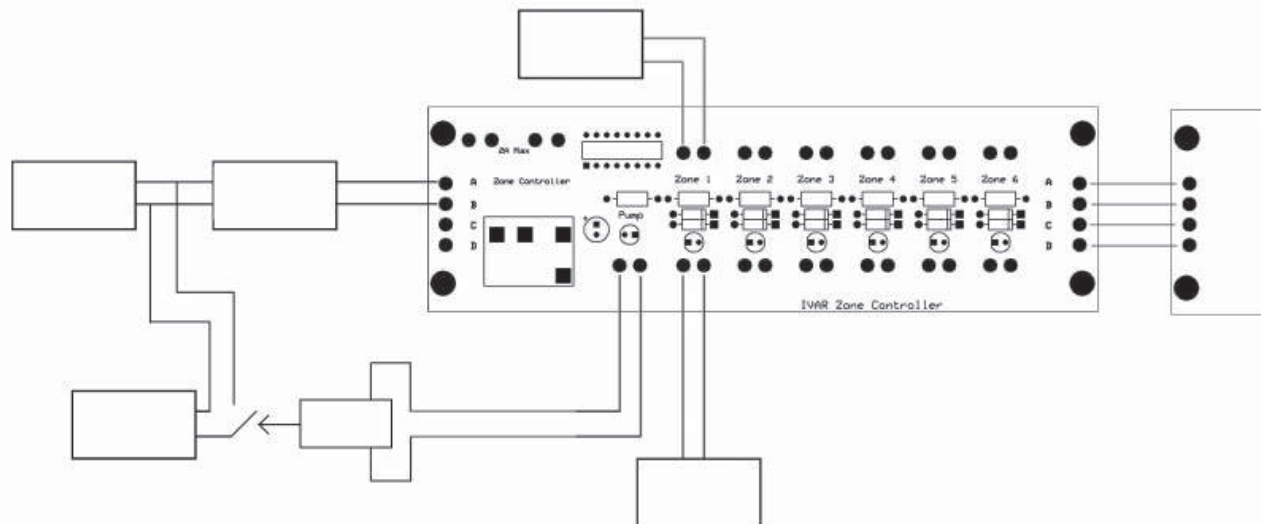 2A Max
Zone Controller
Zone 1 Zone 2 Zone 3 Zone 4 Zone 5 Zone 6
A
B
C
D
Pump
+
A
B
C
D
IVAR Zone Controller